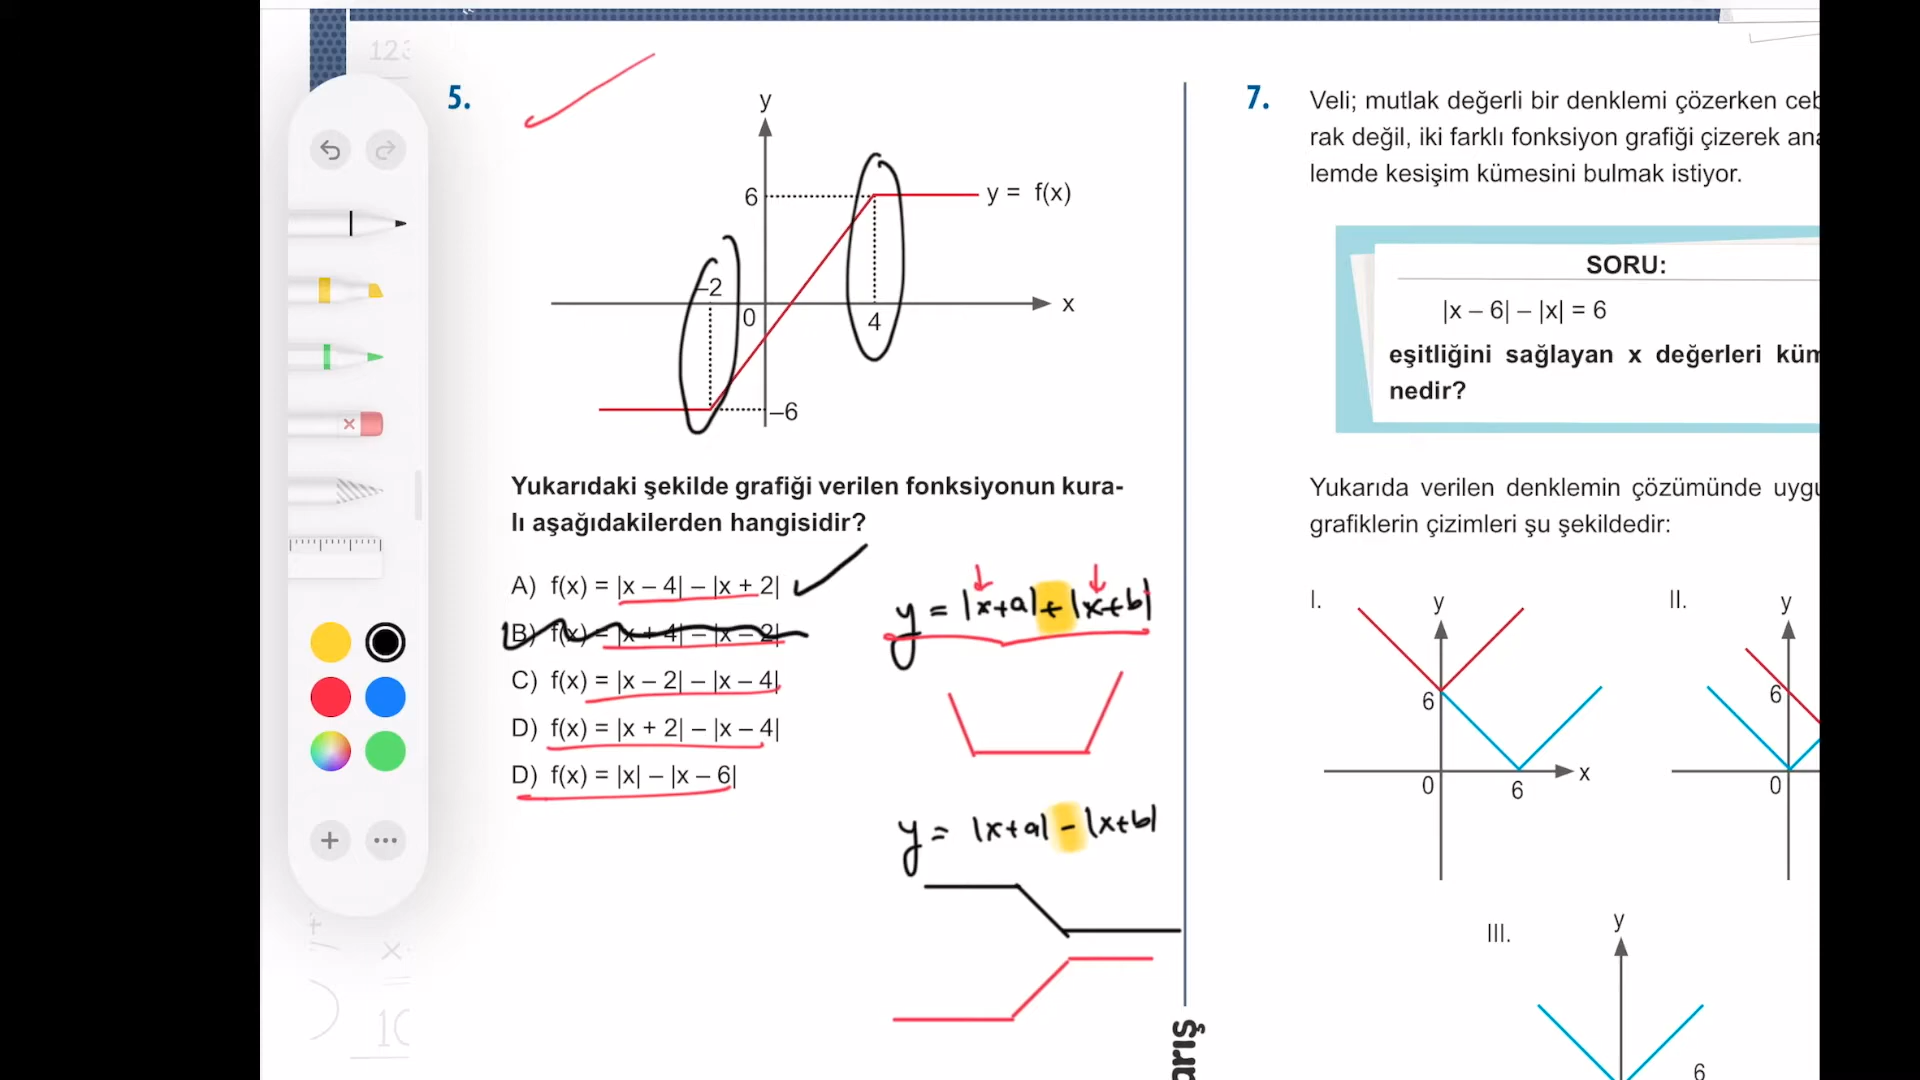 5.
y
6
y = f(x)
–2
0
4
x
–6
Yukarıdaki şekilde grafiği verilen fonksiyonun kura-
lı aşağıdakilerden hangisidir?
A) f(x) = |x – 4| – |x + 2|
B) f(x) = |x + 4| – |x – 2|
C) f(x) = |x – 2| – |x – 4|
D) f(x) = |x + 2| – |x – 4|
D) f(x) = |x| – |x – 6|
y = |x+a| + |x+b|
y = |x+a| – |x+b|
arış
7.
Veli; mutlak değerli bir denklemi çözerken ceb
rak değil, iki farklı fonksiyon grafiği çizerek ana
lemde kesişim kümesini bulmak istiyor.
SORU:
|x – 6| – |x| = 6
eşitliğini sağlayan x değerleri küm
nedir?
Yukarıda verilen denklemin çözümünde uygu
grafiklerin çizimleri şu şekildedir:
I.
y
6
0
6
x
II.
y
6
0
III.
y
6